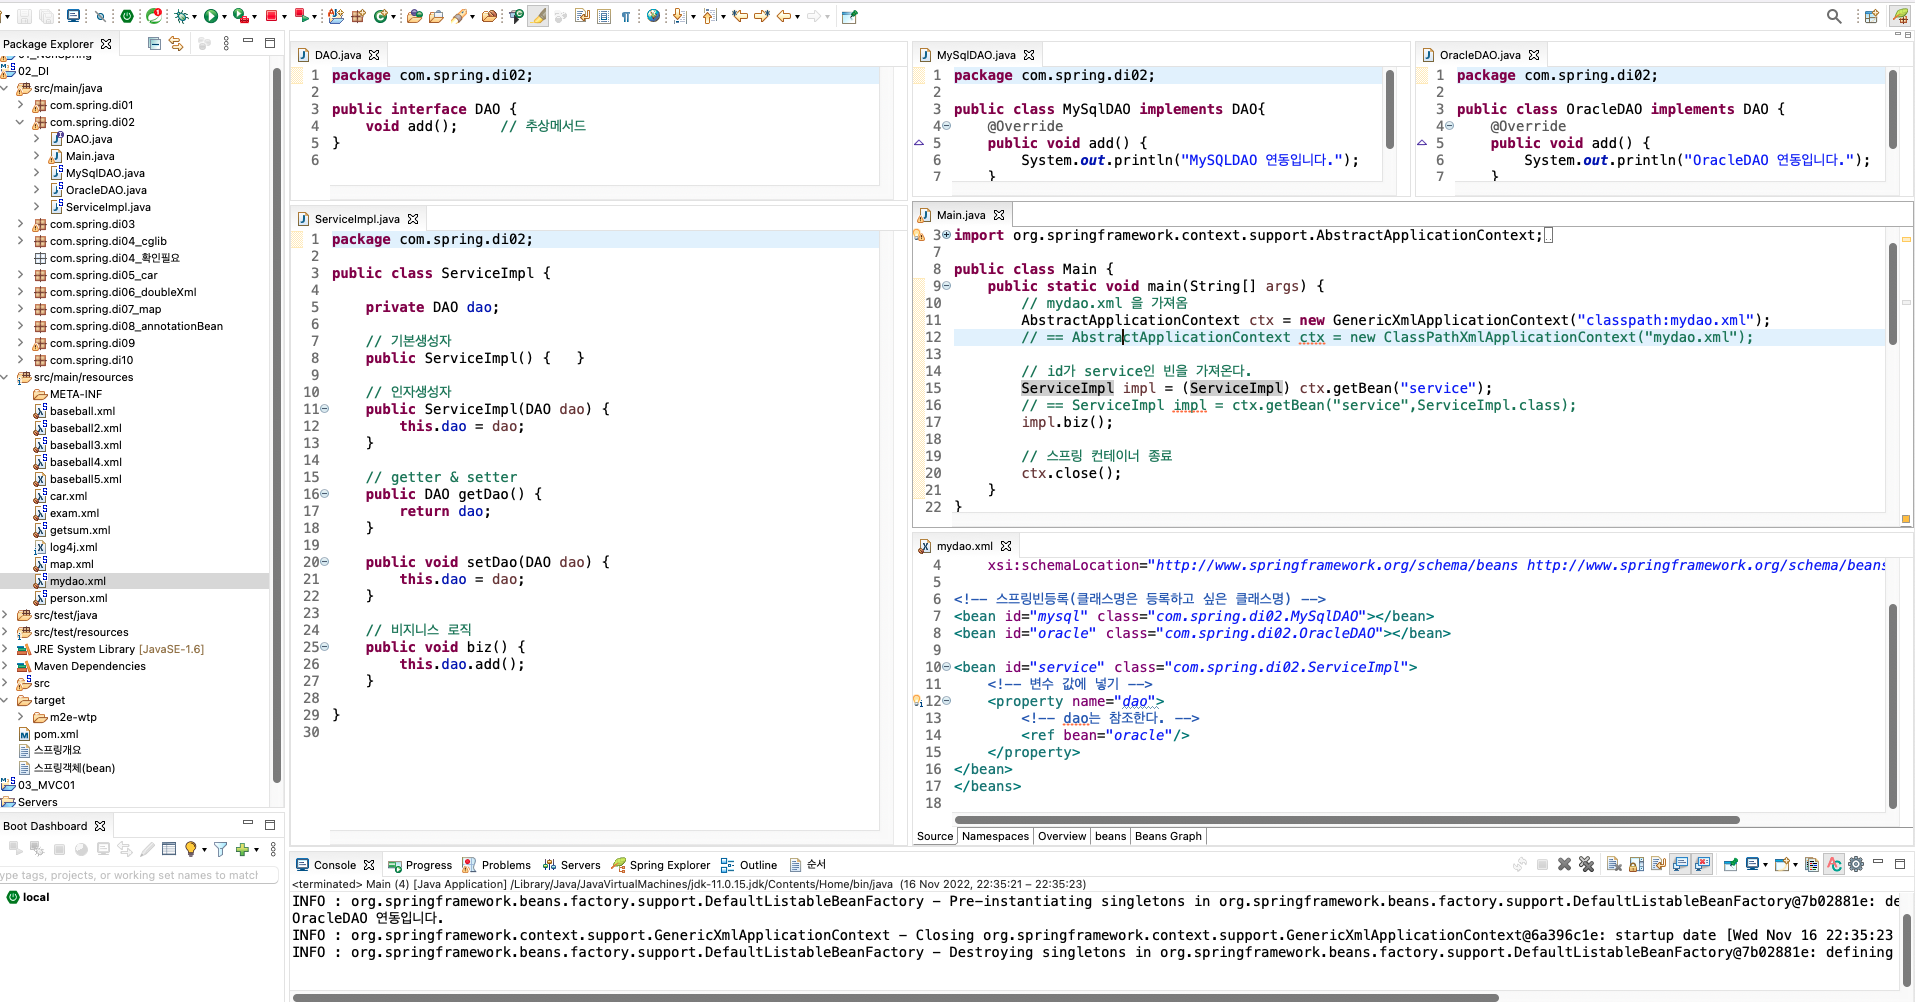 Package Explorer
02_DI
src/main/java
com.spring.di01
com.spring.di02
DAO.java
Main.java
MySqlDAO.java
OracleDAO.java
ServiceImpl.java
com.spring.di03
com.spring.di04_cglib
com.spring.di04_확인필요
com.spring.di05_car
com.spring.di06_doubleXml
com.spring.di07_map
com.spring.di08_annotationBean
com.spring.di09
com.spring.di10
src/main/resources
META-INF
baseball.xml
baseball2.xml
baseball3.xml
baseball4.xml
baseball5.xml
car.xml
exam.xml
getsum.xml
log4j.xml
map.xml
mydao.xml
person.xml
src/test/java
src/test/resources
JRE System Library [JavaSE-1.6]
Maven Dependencies
src
target
m2e-wtp
pom.xml
스프링개요
스프링객체(bean)
03_MVC01
Servers
Boot Dashboard
ype tags, projects, or working set names to match
local
DAO.java
1 package com.spring.di02;
2
3 public interface DAO {
4 void add(); // 추상메서드
5 }
6
ServiceImpl.java
1 package com.spring.di02;
2
3 public class ServiceImpl {
4
5 private DAO dao;
6
7 // 기본생성자
8 public ServiceImpl() { }
9
10 // 인자생성자
11 public ServiceImpl(DAO dao) {
12 this.dao = dao;
13 }
14
15 // getter & setter
16 public DAO getDao() {
17 return dao;
18 }
19
20 public void setDao(DAO dao) {
21 this.dao = dao;
22 }
23
24 // 비지니스 로직
25 public void biz() {
26 this.dao.add();
27 }
28
29 }
30
MySqlDAO.java
1 package com.spring.di02;
2
3 public class MySqlDAO implements DAO{
4 @Override
5 public void add() {
6 System.out.println("MySQLDAO 연동입니다.");
7 }
OracleDAO.java
1 package com.spring.di02;
2
3 public class OracleDAO implements DAO {
4 @Override
5 public void add() {
6 System.out.println("OracleDAO 연동입니다.");
7 }
Main.java
3 import org.springframework.context.support.AbstractApplicationContext;
7
8 public class Main {
9 public static void main(String[] args) {
10 // mydao.xml 을 가져옴
11 AbstractApplicationContext ctx = new GenericXmlApplicationContext("classpath:mydao.xml");
12 // == AbstractApplicationContext ctx = new ClassPathXmlApplicationContext("mydao.xml");
13
14 // id가 service인 빈을 가져온다.
15 ServiceImpl impl = (ServiceImpl) ctx.getBean("service");
16 // == ServiceImpl impl = ctx.getBean("service",ServiceImpl.class);
17 impl.biz();
18
19 // 스프링 컨테이너 종료
20 ctx.close();
21 }
22 }
mydao.xml
4 xsi:schemaLocation="http://www.springframework.org/schema/beans http://www.springframework.org/schema/beans
5
6 <!-- 스프링빈등록(클래스명은 등록하고 싶은 클래스명) -->
7 <bean id="mysql" class="com.spring.di02.MySqlDAO"></bean>
8 <bean id="oracle" class="com.spring.di02.OracleDAO"></bean>
9
10 <bean id="service" class="com.spring.di02.ServiceImpl">
11 <!-- 변수 값에 넣기 -->
12 <property name="dao">
13 <!-- dao는 참조한다. -->
14 <ref bean="oracle"/>
15 </property>
16 </bean>
17 </beans>
18
Source Namespaces Overview beans Beans Graph
Console Progress Problems Servers Spring Explorer Outline 순서
<terminated> Main (4) [Java Application] /Library/Java/JavaVirtualMachines/jdk-11.0.15.jdk/Contents/Home/bin/java (16 Nov 2022, 22:35:21 – 22:35:23)
INFO : org.springframework.beans.factory.support.DefaultListableBeanFactory - Pre-instantiating singletons in org.springframework.beans.factory.support.DefaultListableBeanFactory@7b02881e: de
OracleDAO 연동입니다.
INFO : org.springframework.context.support.GenericXmlApplicationContext - Closing org.springframework.context.support.GenericXmlApplicationContext@6a396c1e: startup date [Wed Nov 16 22:35:23
INFO : org.springframework.beans.factory.support.DefaultListableBeanFactory - Destroying singletons in org.springframework.beans.factory.support.DefaultListableBeanFactory@7b02881e: defining